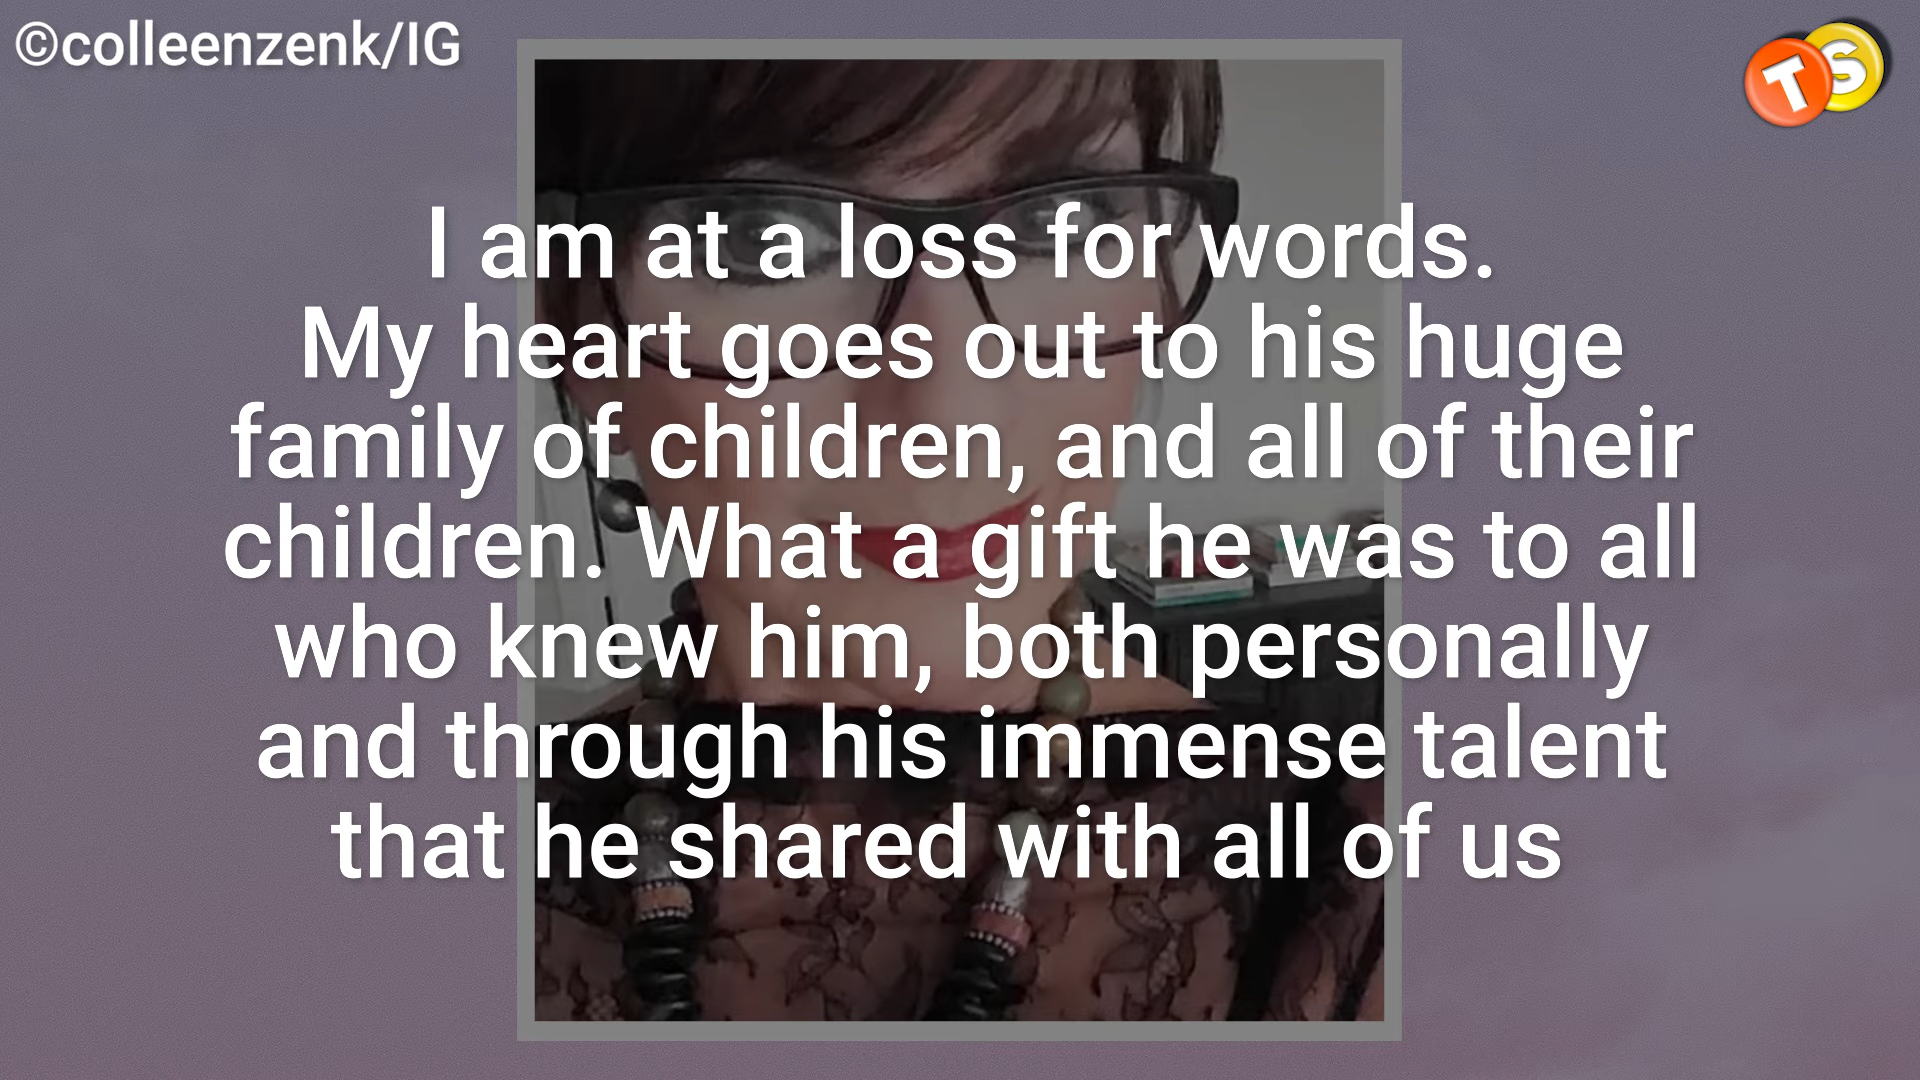 ©colleenzenk/IG
TS
I am at a loss for words.
My heart goes out to his huge
family of children, and all of their
children. What a gift he was to all
who knew him, both personally
and through his immense talent
that he shared with all of us